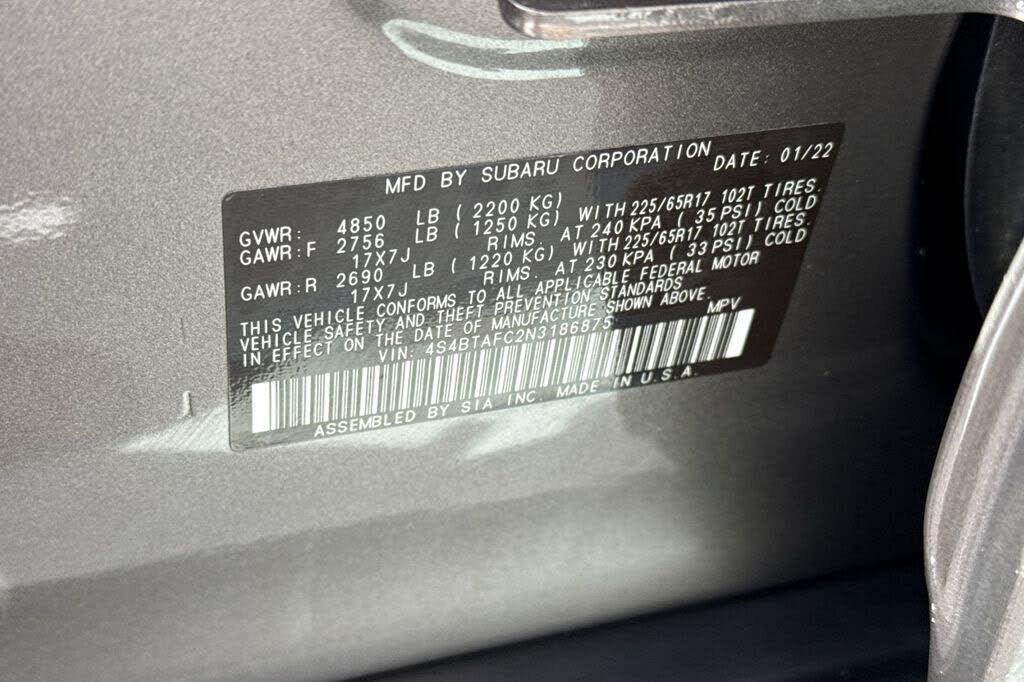 MFD BY SUBARU CORPORATION DATE: 01/22
GVWR: 4850 LB ( 2200 KG)
GAWR:F 2756 LB ( 1250 KG) WITH 225/65R17 102T TIRES.
17X7J RIMS. AT 240 KPA ( 35 PSI) COLD
GAWR:R 2690 LB ( 1220 KG) WITH 225/65R17 102T TIRES.
17X7J RIMS. AT 230 KPA ( 33 PSI) COLD
THIS VEHICLE CONFORMS TO ALL APPLICABLE FEDERAL MOTOR
VEHICLE SAFETY AND THEFT PREVENTION STANDARDS
IN EFFECT ON THE DATE OF MANUFACTURE SHOWN ABOVE.
VIN: 4S4BTAFC2N3186875 MPV
ASSEMBLED BY SIA INC. MADE IN U.S.A.